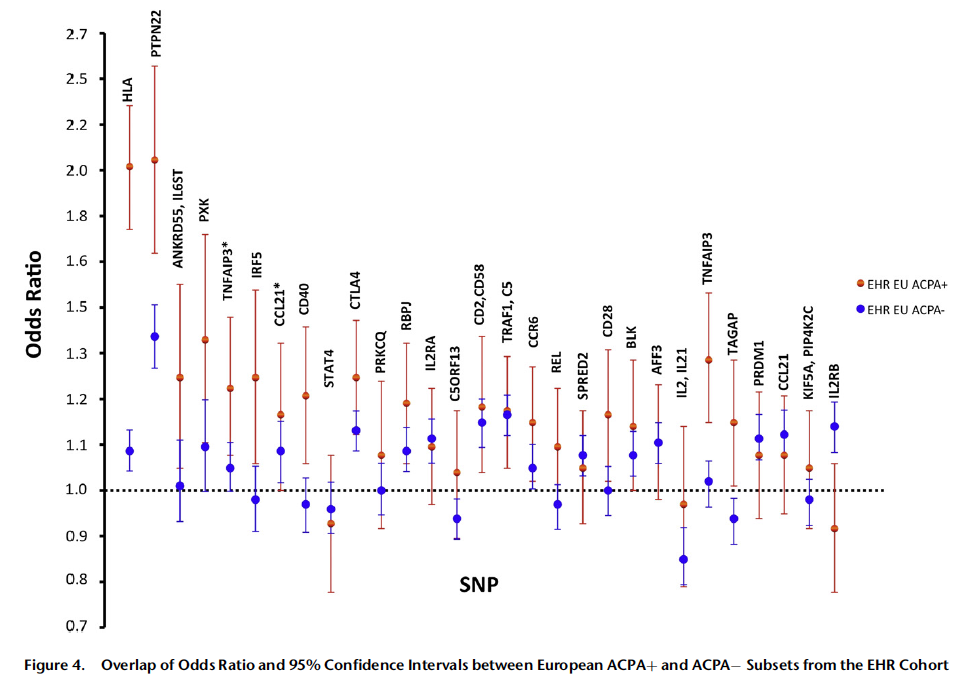 2.7
2.5
2.2
2.0
1.8
1.6
1.5
1.3
1.2
1.1
1.0
0.9
0.8
0.7
Odds Ratio
HLA
PTPN22
ANKRD55, IL6ST
PXK
TNFAIP3*
IRF5
CCL21*
CD40
STAT4
CTLA4
PRKCQ
RBPJ
IL2RA
C5ORF13
CD2,CD58
TRAF1, C5
CCR6
REL
SPRED2
CD28
BLK
AFF3
IL2, IL21
TNFAIP3
TAGAP
PRDM1
CCL21
KIF5A, PIP4K2C
IL2RB
EHR EU ACPA+
EHR EU ACPA-
SNP
Figure 4. Overlap of Odds Ratio and 95% Confidence Intervals between European ACPA+ and ACPA− Subsets from the EHR Cohort